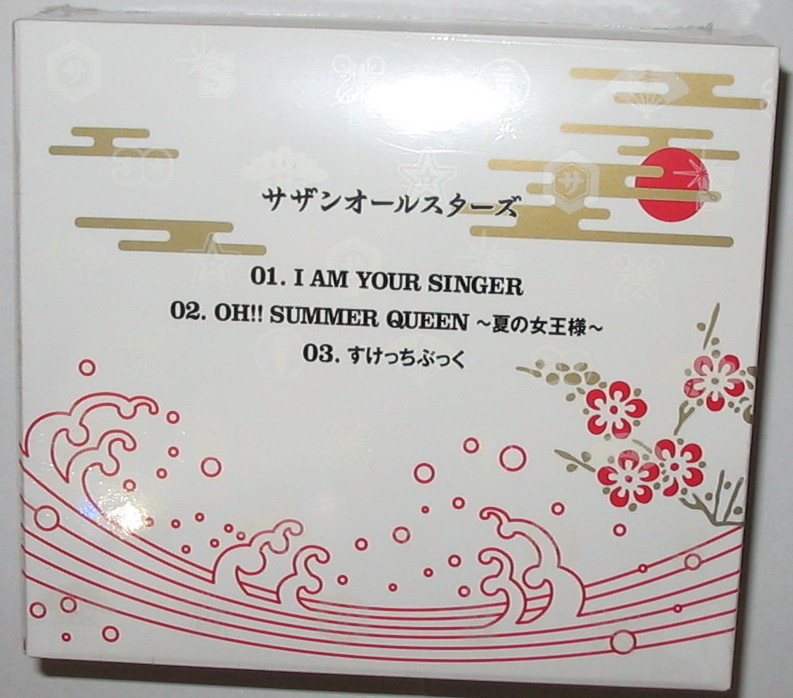 サザンオールスターズ
01. I AM YOUR SINGER
02. OH!! SUMMER QUEEN ～夏の女王様～
03. すけっちぶっく